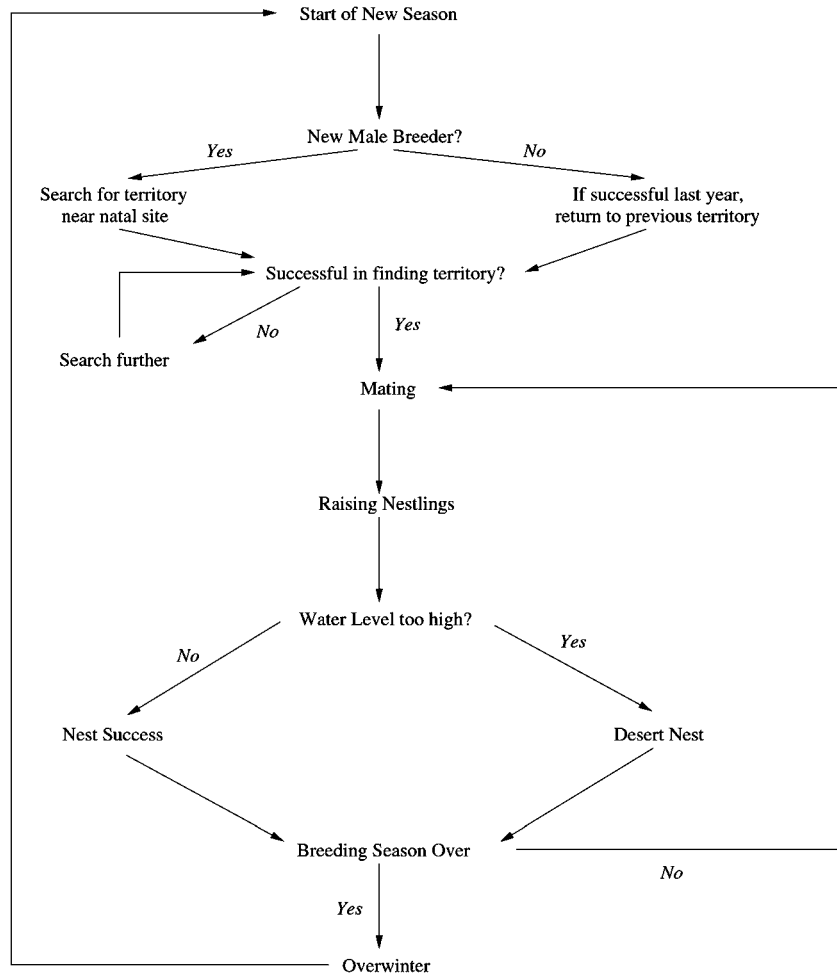 Start of New Season
New Male Breeder?
Yes
No
Search for territory
near natal site
If successful last year,
return to previous territory
Successful in finding territory?
No
Yes
Search further
Mating
Raising Nestlings
Water Level too high?
No
Yes
Nest Success
Desert Nest
Breeding Season Over
No
Yes
Overwinter